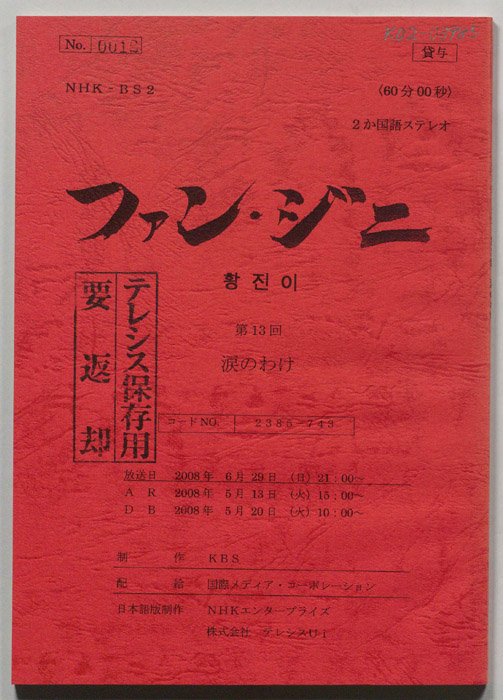 No. 0012
貸与
NHK-BS2
(60分00秒)
2か国語ステレオ
ファン・ジニ
황진이
第13回
涙のわけ
テレシス保存用
要返却
コードNO. 2385-743
放送日 2008年 6月 29日 (日) 21:00~
AR 2008年 5月 13日 (火) 15:00~
DB 2008年 5月 20日 (火) 10:00~
制作 KBS
配給 国際メディア・コーポレーション
日本語版制作 NHKエンタープライズ
株式会社 テレシスU-1